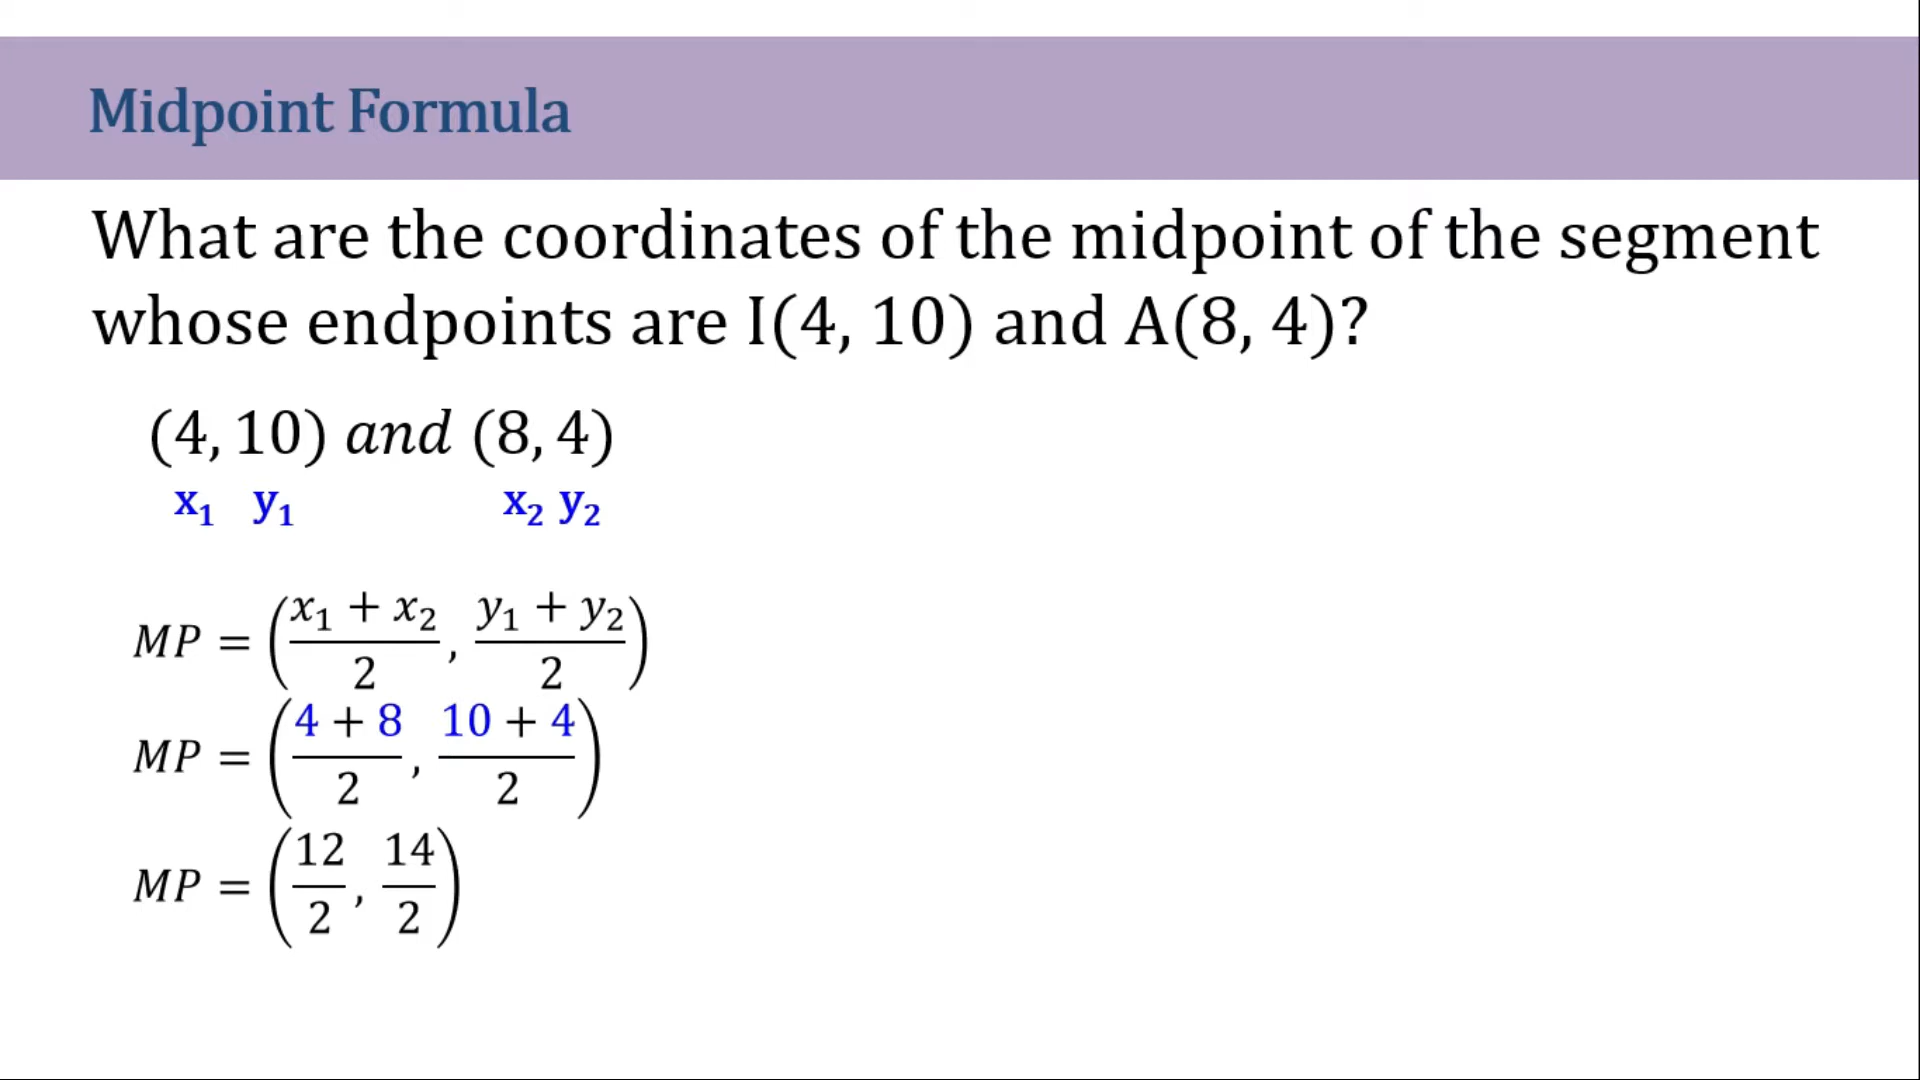 Midpoint Formula
What are the coordinates of the midpoint of the segment
whose endpoints are I(4, 10) and A(8, 4)?
(4, 10) and (8, 4)
x₁ y₁ x₂ y₂
MP = (x₁ + x₂ / 2, y₁ + y₂ / 2)
MP = (4 + 8 / 2, 10 + 4 / 2)
MP = (12 / 2, 14 / 2)